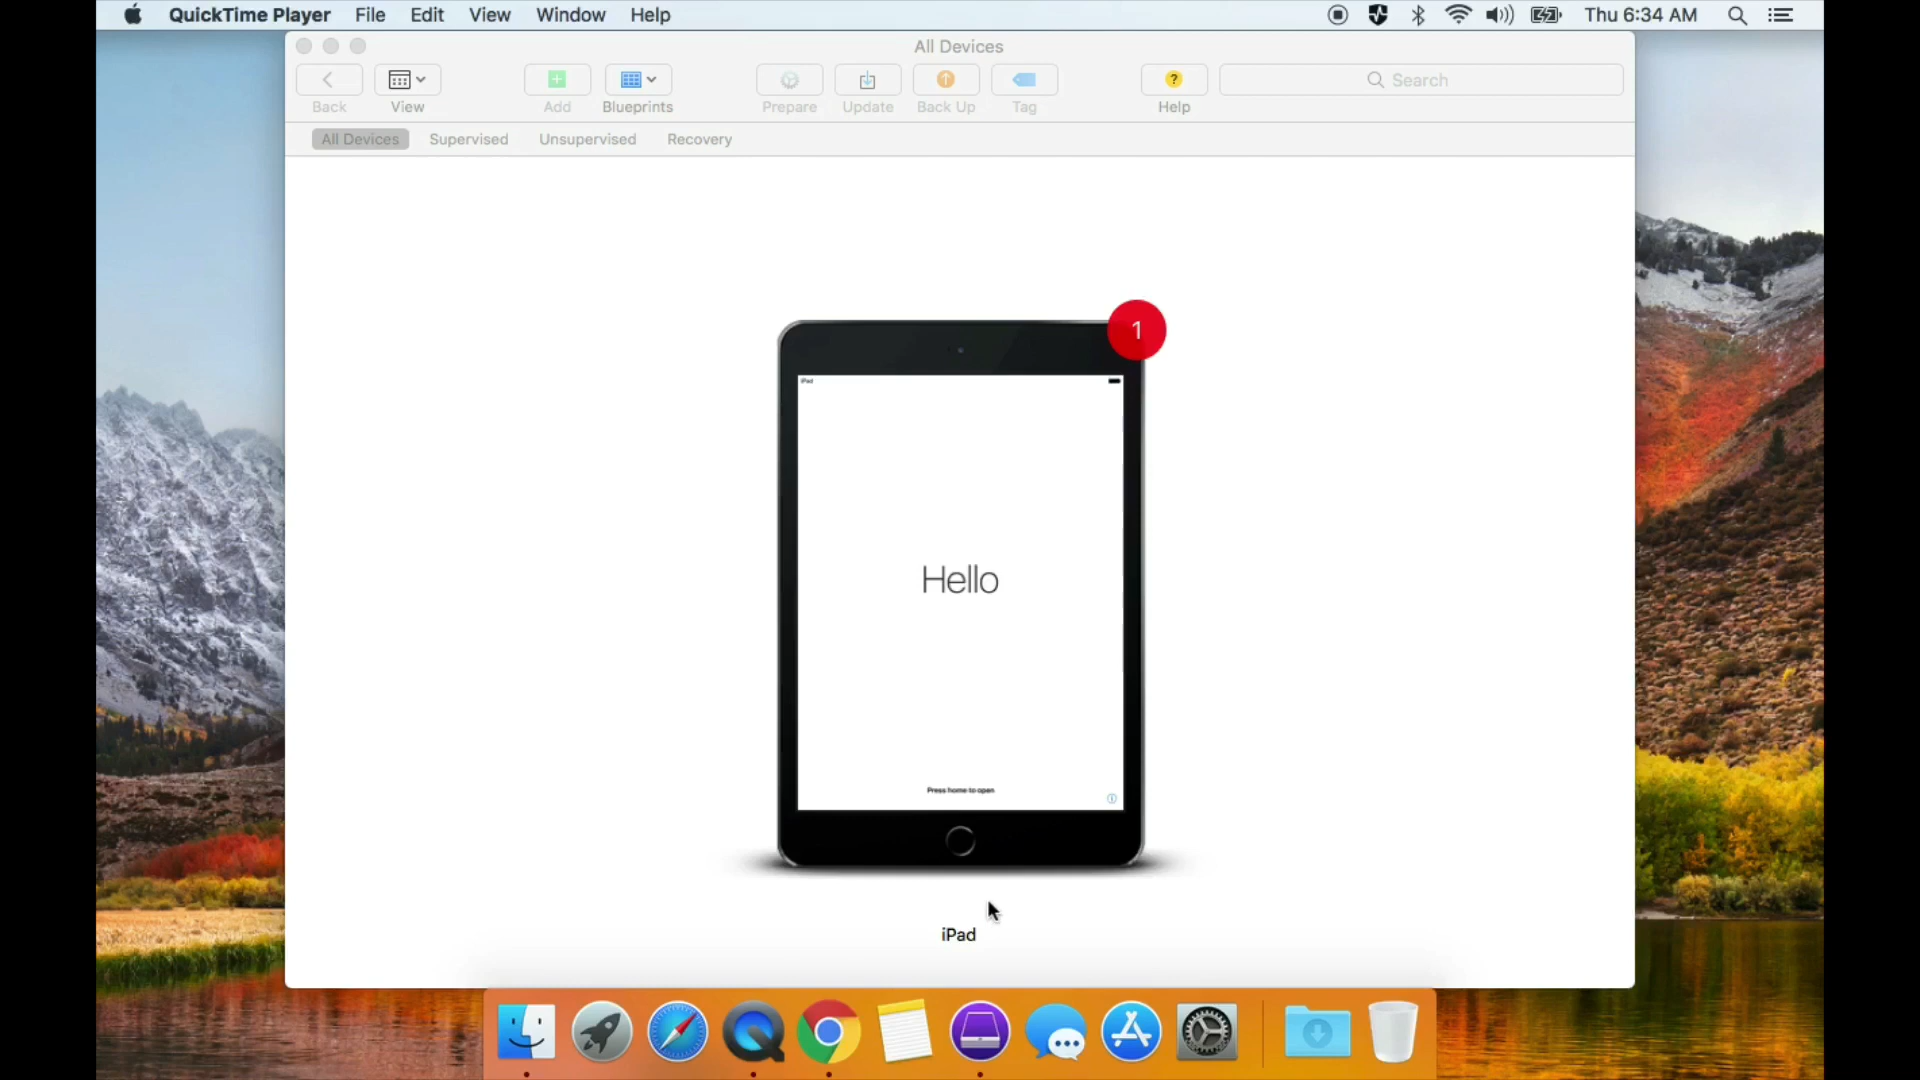 QuickTime Player File Edit View Window Help Thu 6:34 AM
All Devices
Search
Back View Add Blueprints Prepare Update Back Up Tag Help
All Devices Supervised Unsupervised Recovery
1
iPad
Hello
Press home to open
iPad